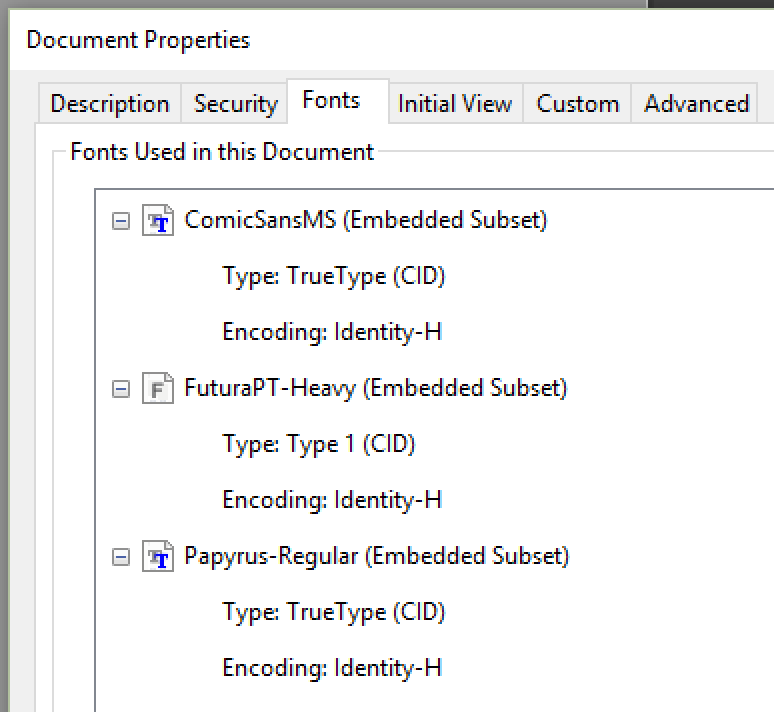 Document Properties
Description Security Fonts Initial View Custom Advanced
Fonts Used in this Document
ComicSansMS (Embedded Subset)
Type: TrueType (CID)
Encoding: Identity-H
FuturaPT-Heavy (Embedded Subset)
Type: Type 1 (CID)
Encoding: Identity-H
Papyrus-Regular (Embedded Subset)
Type: TrueType (CID)
Encoding: Identity-H